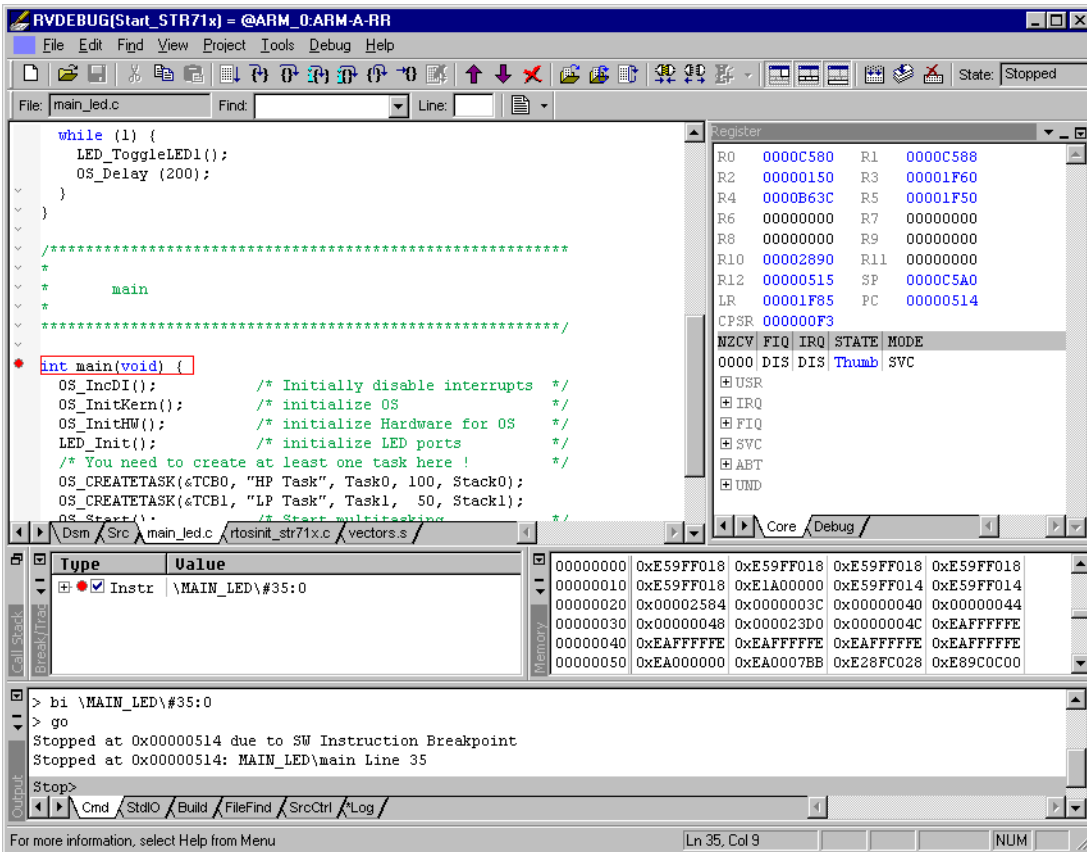 RVDEBUG(Start_STR71x) = @ARM_0:ARM-A-RR
File Edit Find View Project Tools Debug Help
State: Stopped
File: main_led.c Find: Line:
while (1) {
LED_ToggleLED1();
OS_Delay (200);
}
}
/**********************************************************
*
* main
*
**********************************************************/
int main(void) {
OS_IncDI(); /* Initially disable interrupts */
OS_InitKern(); /* initialize OS */
OS_InitHW(); /* initialize Hardware for OS */
LED_Init(); /* initialize LED ports */
/* You need to create at least one task here ! */
OS_CREATETASK(&TCB0, "HP Task", Task0, 100, Stack0);
OS_CREATETASK(&TCB1, "LP Task", Task1, 50, Stack1);
OS_Start(); /* Start multitasking */
Dsm Src main_led.c rtosinit_str71x.c vectors.s
Register
R0 0000C580 R1 0000C588
R2 00000150 R3 00001F60
R4 0000B63C R5 00001F50
R6 00000000 R7 00000000
R8 00000000 R9 00000000
R10 00002890 R11 00000000
R12 00000515 SP 0000C5A0
LR 00001F85 PC 00000514
CPSR 000000F3
NZCV FIQ IRQ STATE MODE
0000 DIS DIS Thumb SVC
USR
IRQ
FIQ
SVC
ABT
UND
Core Debug
Call Stack
Break/Trac
Type Value
Instr \MAIN_LED\#35:0
Memory
00000000 0xE59FF018 0xE59FF018 0xE59FF018 0xE59FF018
00000010 0xE59FF018 0xE1A00000 0xE59FF014 0xE59FF014
00000020 0x00002584 0x0000003C 0x00000040 0x00000044
00000030 0x00000048 0x000023D0 0x0000004C 0xEAFFFFFE
00000040 0xEAFFFFFE 0xEAFFFFFE 0xEAFFFFFE 0xEAFFFFFE
00000050 0xEA000000 0xEA0007BB 0xE28FC028 0xE89C0C00
Output
> bi \MAIN_LED\#35:0
> go
Stopped at 0x00000514 due to SW Instruction Breakpoint
Stopped at 0x00000514: MAIN_LED\main Line 35
Stop>
Cmd StdIO Build FileFind SrcCtrl *Log
For more information, select Help from Menu Ln 35, Col 9 NUM